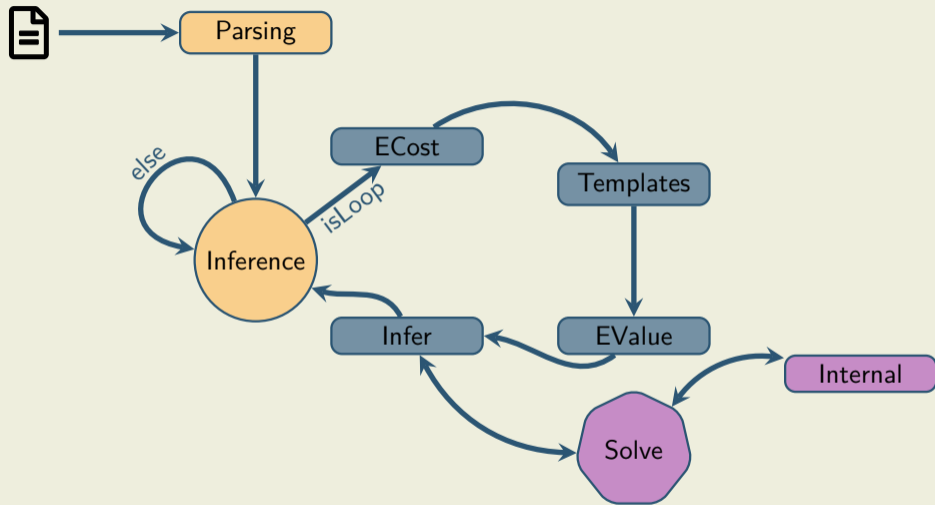 Parsing
ECost
else
Templates
isLoop
Inference
Infer
EValue
Internal
Solve